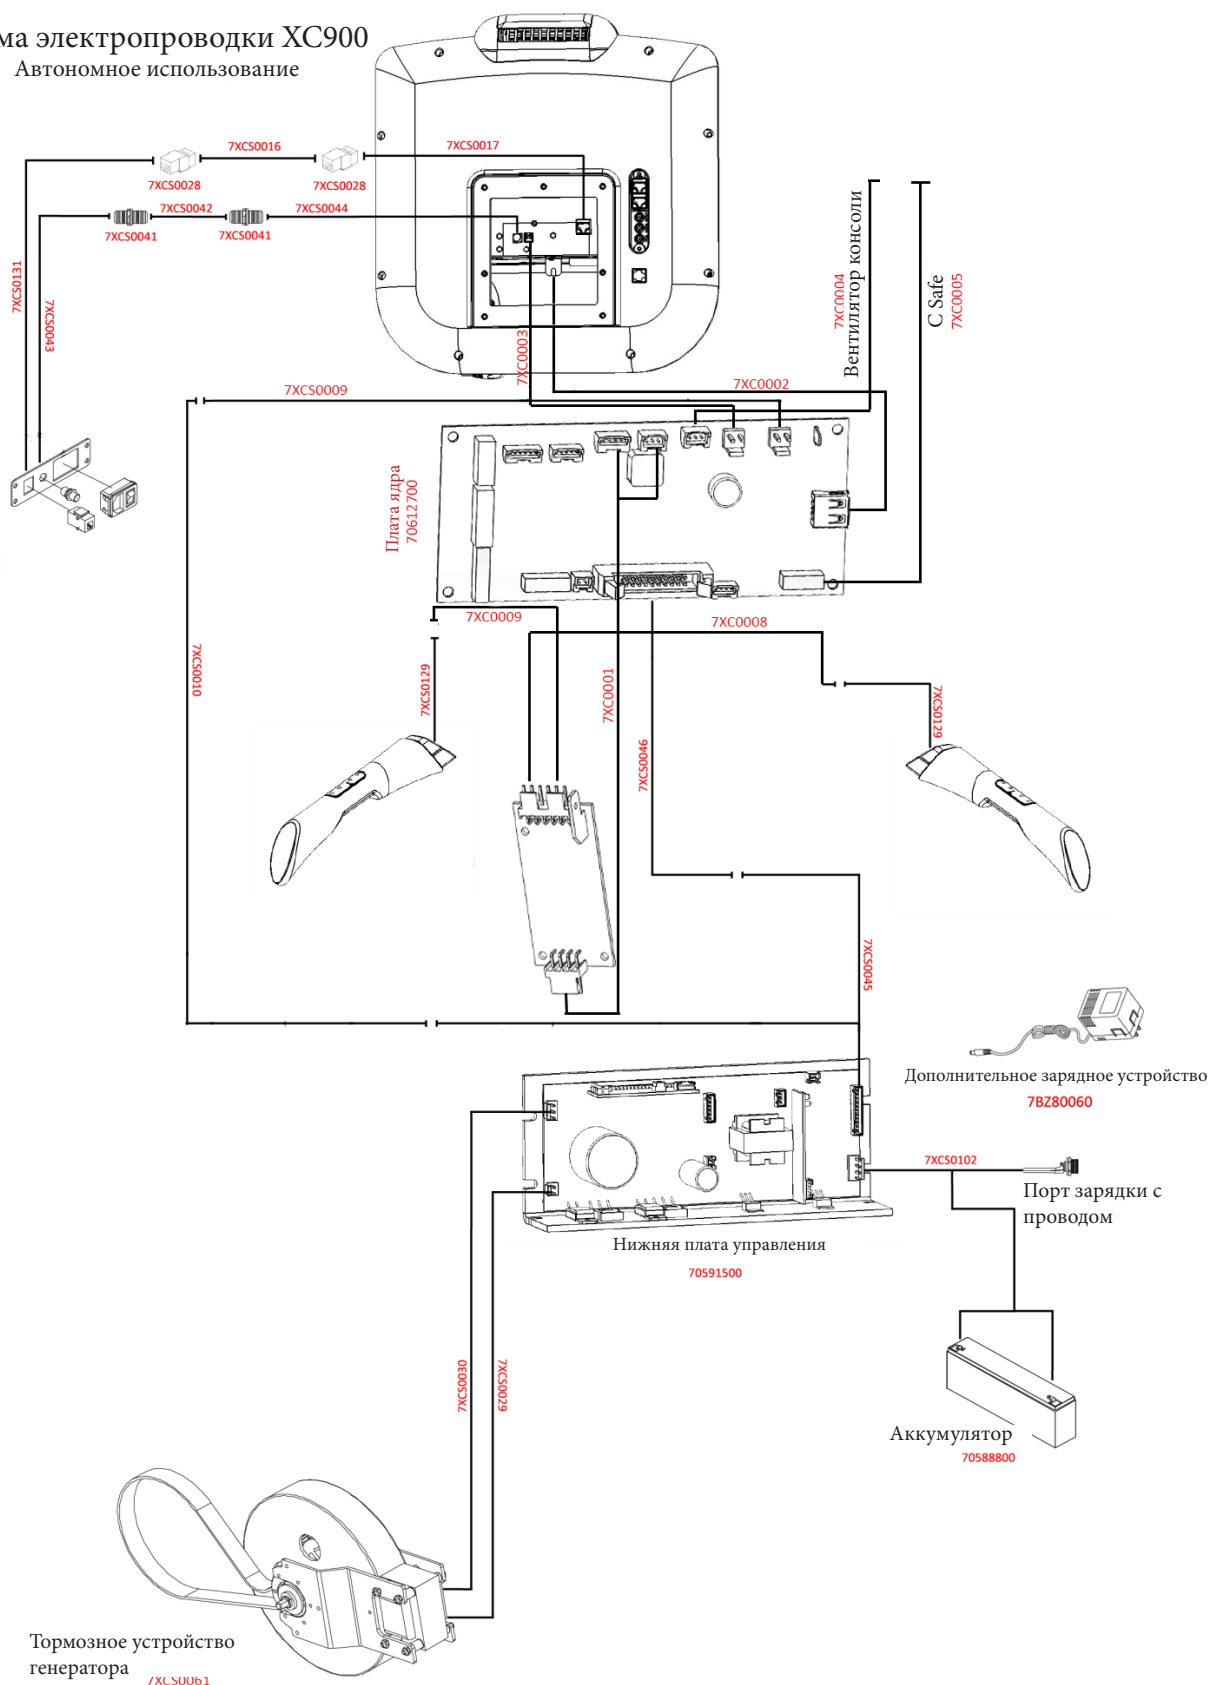 ма электропроводки XC900
Автономное использование
7XCS0016
7XCS0017
7XCS0028
7XCS0028
7XCS0042
7XCS0044
7XCS0041
7XCS0041
7XCS0131
7XCS0043
7XC0003
7XC0002
Вентилятор консоли
7XC0004
C Safe
7XC0005
7XCS0009
Плата ядра
70612700
7XC0009
7XC0008
7XCS0010
7XCS0129
7XC0001
7XCS0046
7XCS0129
7XCS0045
Дополнительное зарядное устройство
7BZ80060
7XCS0102
Порт зарядки с
проводом
Нижняя плата управления
70591500
7XCS0030
7XCS0029
Аккумулятор
70588800
Тормозное устройство
генератора
7XCS0061